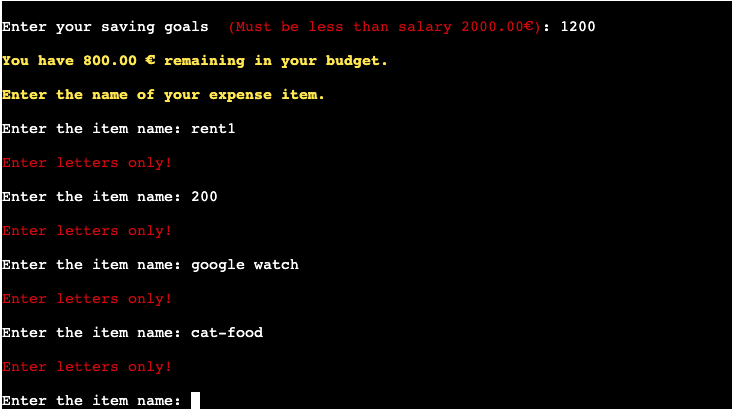 Enter your saving goals  (Must be less than salary 2000.00€): 1200
You have 800.00 € remaining in your budget.
Enter the name of your expense item.
Enter the item name: rent1
Enter letters only!
Enter the item name: 200
Enter letters only!
Enter the item name: google watch
Enter letters only!
Enter the item name: cat-food
Enter letters only!
Enter the item name: